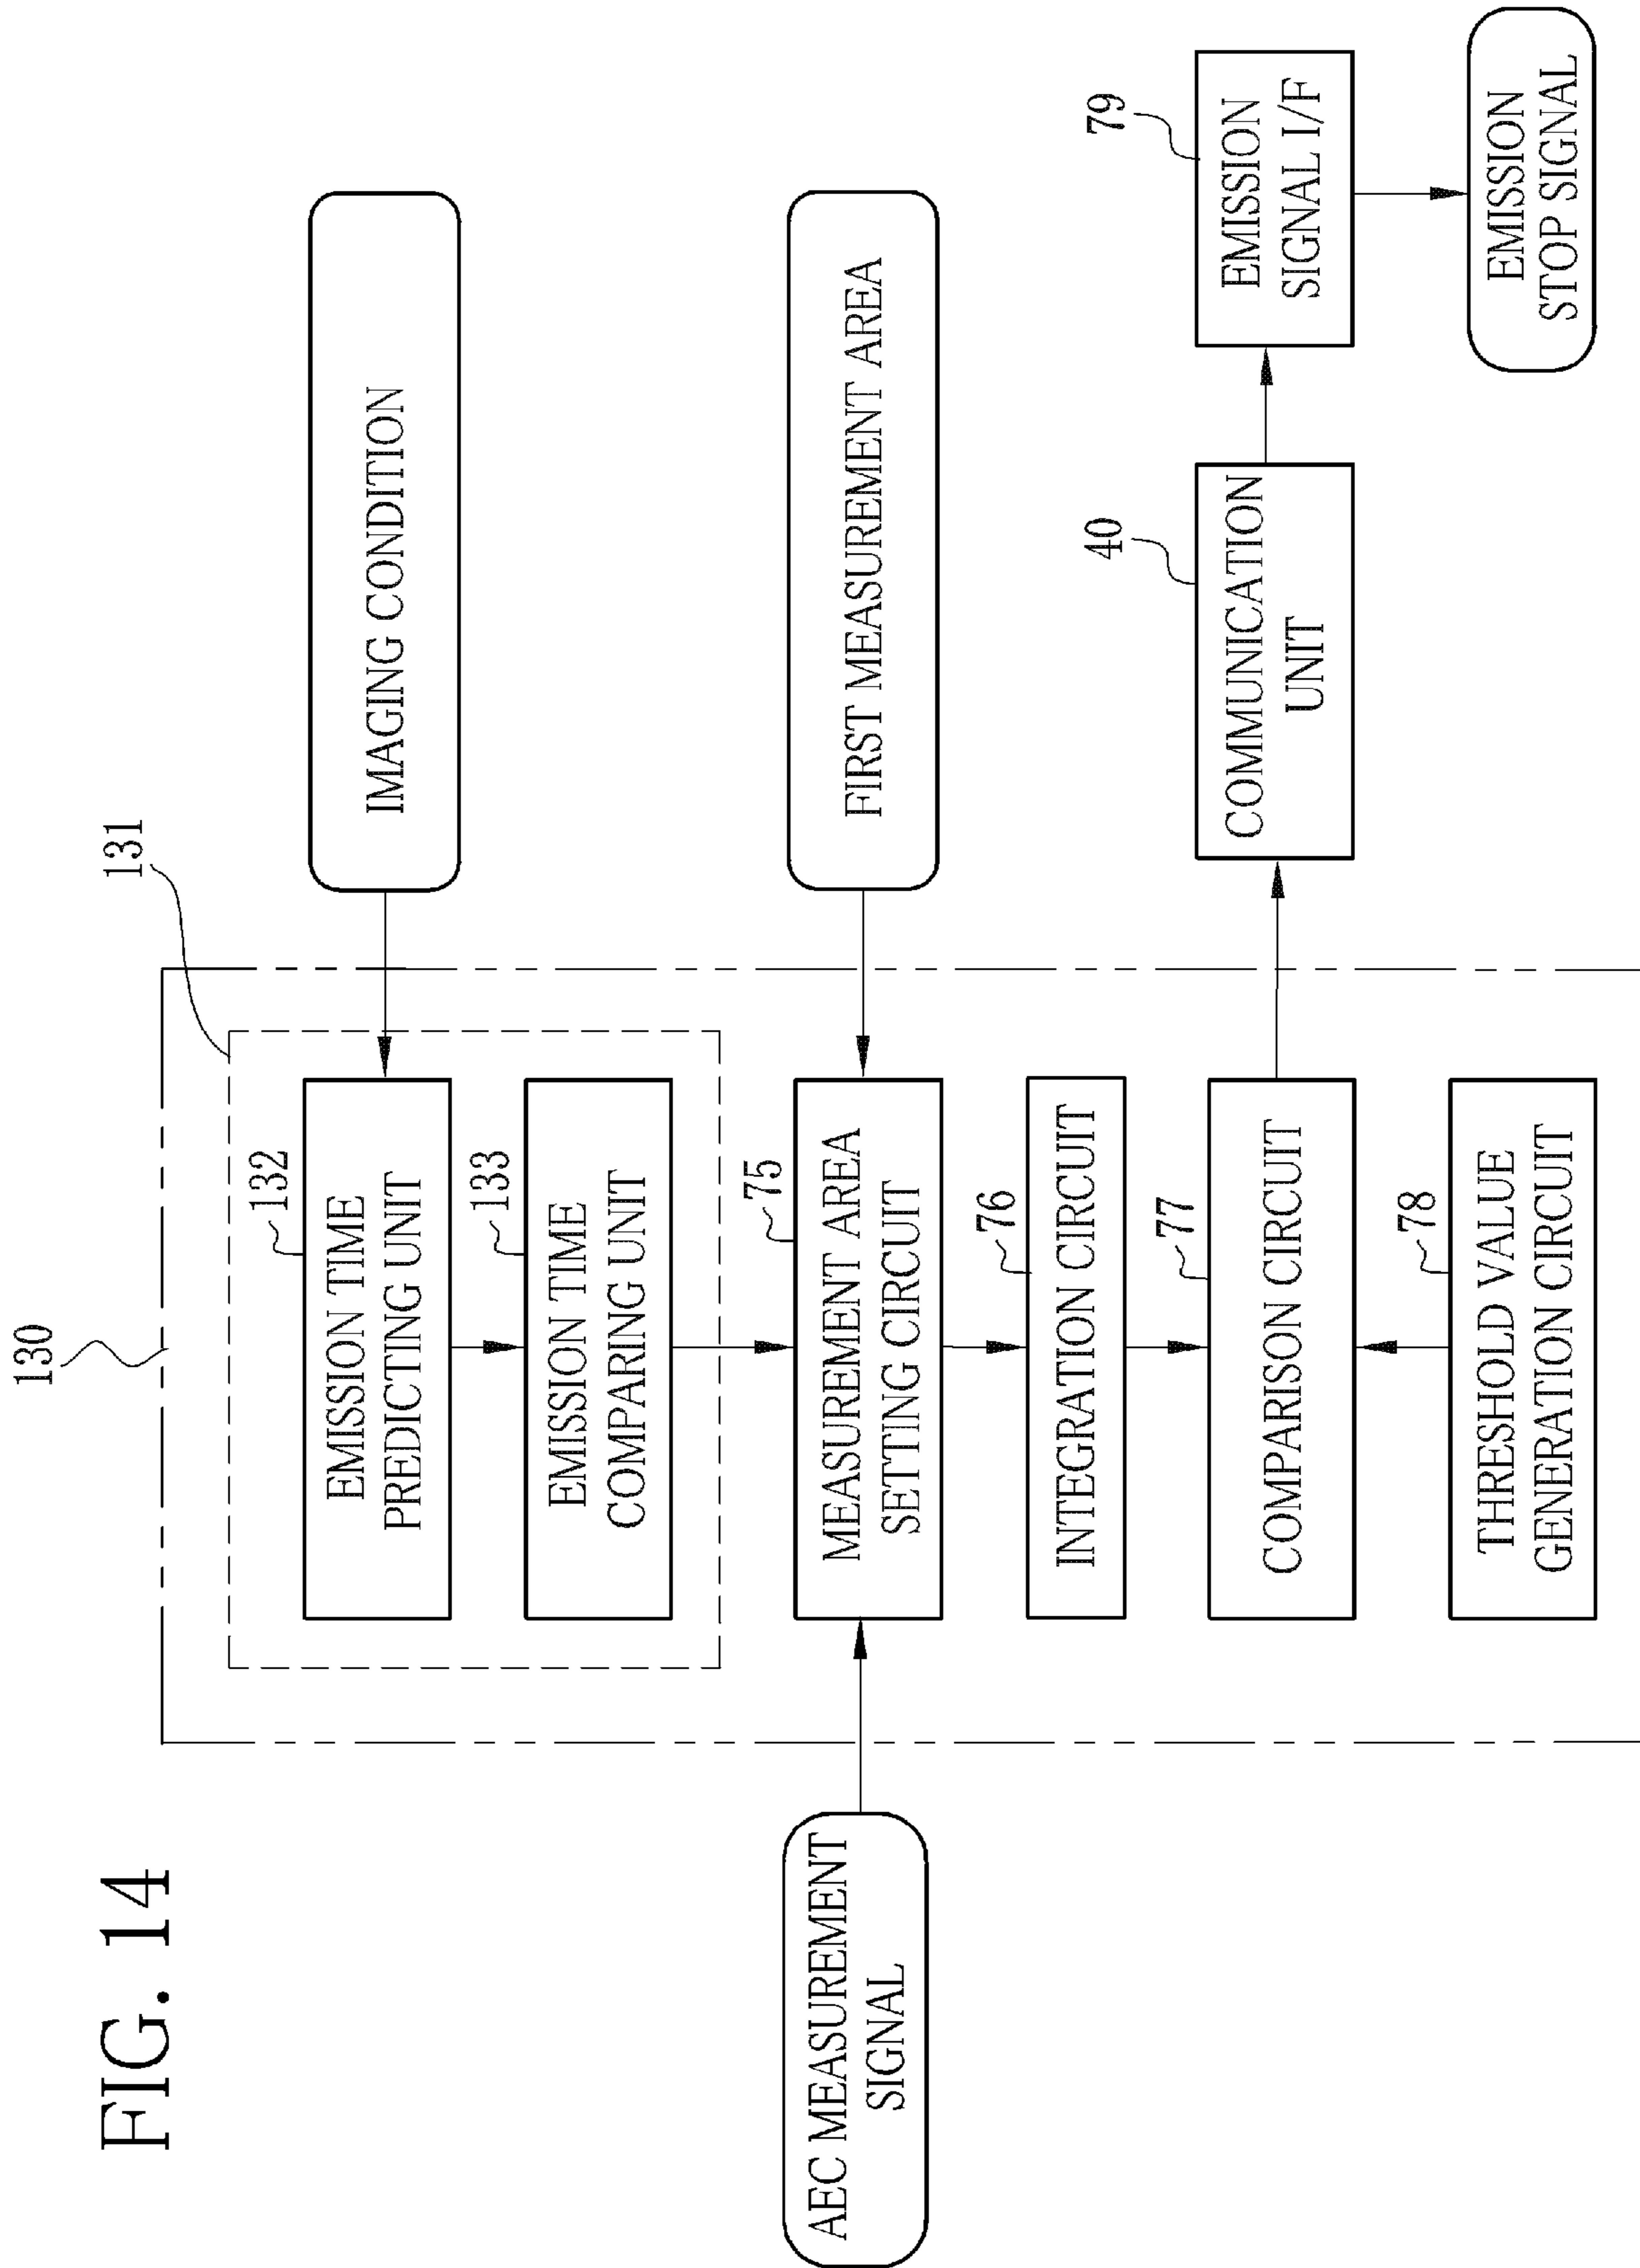 FIG. 14
130
131
132
EMISSION TIME
PREDICTING UNIT
IMAGING CONDITION
133
EMISSION TIME
COMPARING UNIT
AEC MEASUREMENT
SIGNAL
75
MEASUREMENT AREA
SETTING CIRCUIT
FIRST MEASUREMENT AREA
76
INTEGRATION CIRCUIT
77
COMPARISON CIRCUIT
40
COMMUNICATION
UNIT
79
EMISSION
SIGNAL I/F
78
THRESHOLD VALUE
GENERATION CIRCUIT
EMISSION
STOP SIGNAL